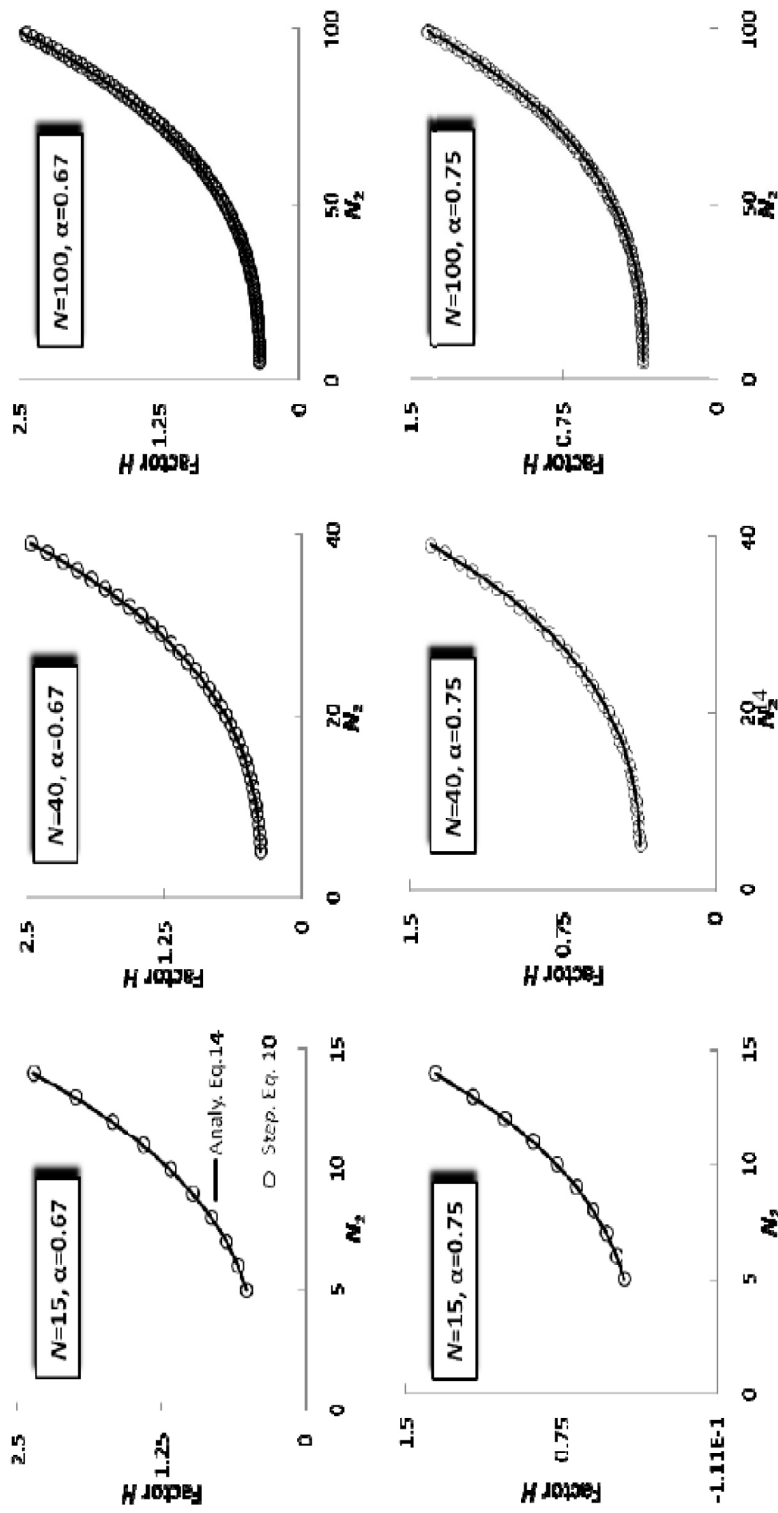 N=15, α=0.67
2.5
1.25
0
Factor H
0
5
10
15
N₂
Analy. Eq.14
Step. Eq. 10
N=40, α=0.67
2.5
1.25
0
Factor H
0
20
40
N₂
N=100, α=0.67
2.5
1.25
0
Factor H
0
50
100
N₂
N=15, α=0.75
1.5
0.75
-1.11E-1
Factor H
0
5
10
15
N₂
N=40, α=0.75
1.5
0.75
0
Factor H
0
20
40
N₂
4
N=100, α=0.75
1.5
0.75
0
Factor H
0
50
100
N₂